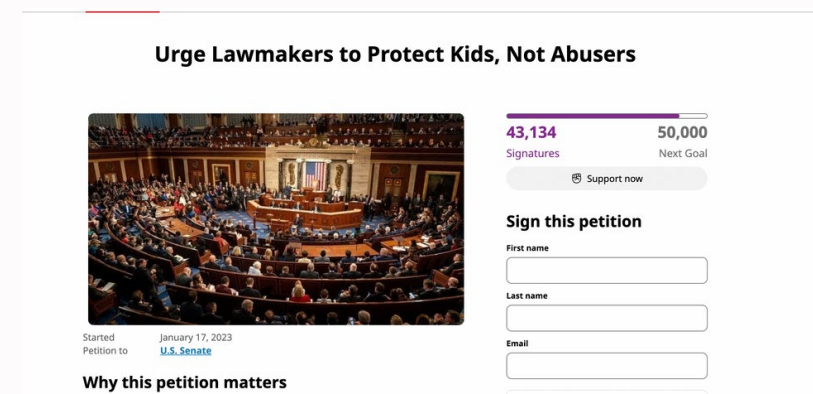 Urge Lawmakers to Protect Kids, Not Abusers
43,134 50,000
Signatures Next Goal
Support now
Sign this petition
First name
Last name
Email
Started January 17, 2023
Petition to U.S. Senate
Why this petition matters